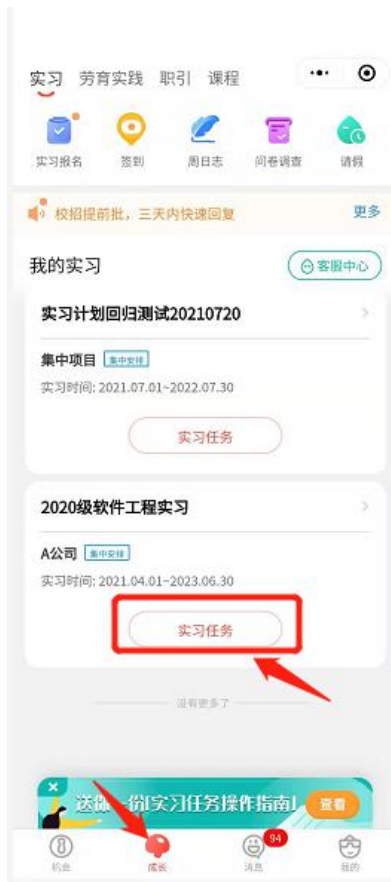 实习 劳育实践 职引 课程
实习报名 签到 周日志 问卷调查 请假
校招提前批，三天内快速回复 更多
我的实习 客服中心
实习计划回归测试20210720
集中项目 集中安排
实习时间: 2021.07.01~2022.07.30
实习任务
2020级软件工程实习
A公司 集中安排
实习时间: 2021.04.01~2023.06.30
实习任务
没有更多了
送你一份实习任务操作指南! 查看
94
机会 成长 消息 我的